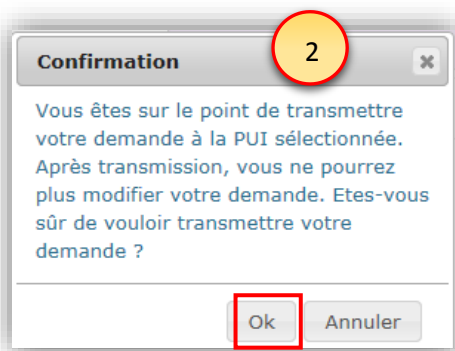 Confirmation
2
Vous êtes sur le point de transmettre
votre demande à la PUI sélectionnée.
Après transmission, vous ne pourrez
plus modifier votre demande. Etes-vous
sûr de vouloir transmettre votre
demande ?
Ok
Annuler